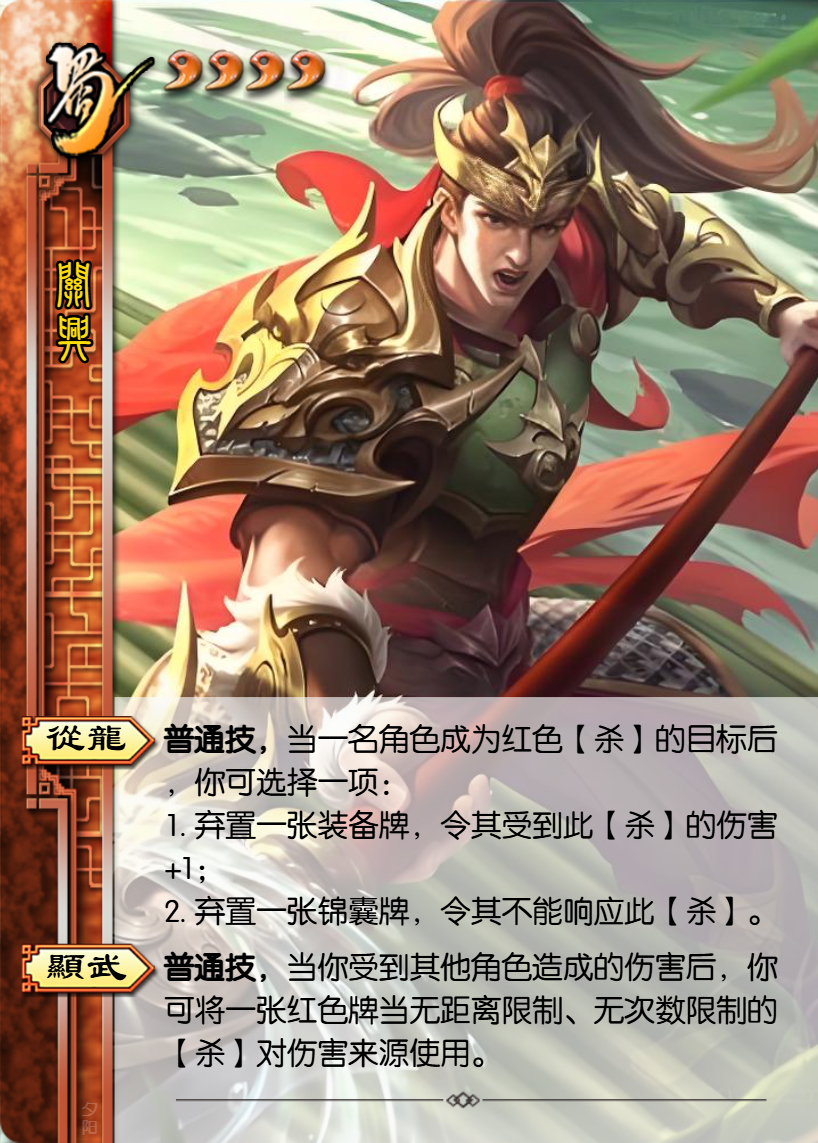 蜀
關興
從龍
普通技，当一名角色成为红色【杀】的目标后
，你可选择一项：
1. 弃置一张装备牌，令其受到此【杀】的伤害
+1；
2. 弃置一张锦囊牌，令其不能响应此【杀】。
顯武
普通技，当你受到其他角色造成的伤害后，你
可将一张红色牌当无距离限制、无次数限制的
【杀】对伤害来源使用。
夕阳